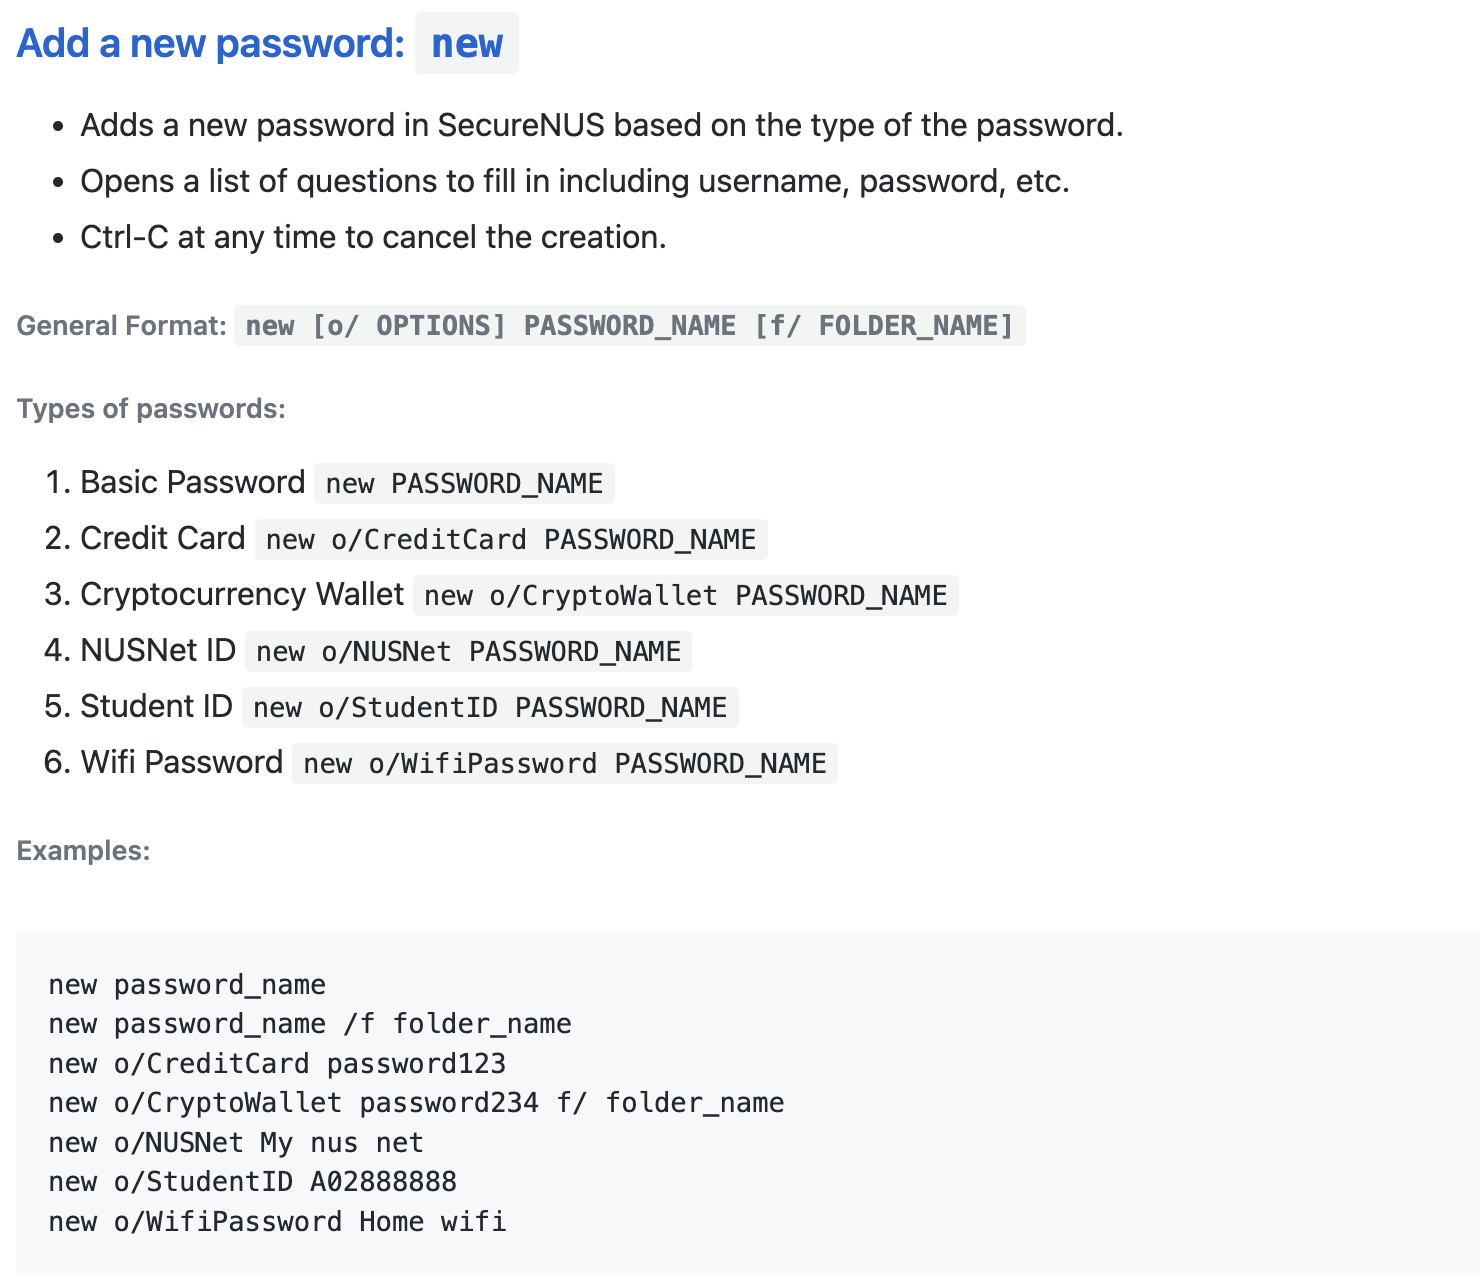 Add a new password: new
• Adds a new password in SecureNUS based on the type of the password.
• Opens a list of questions to fill in including username, password, etc.
• Ctrl-C at any time to cancel the creation.
General Format: new [o/ OPTIONS] PASSWORD_NAME [f/ FOLDER_NAME]
Types of passwords:
1. Basic Password new PASSWORD_NAME
2. Credit Card new o/CreditCard PASSWORD_NAME
3. Cryptocurrency Wallet new o/CryptoWallet PASSWORD_NAME
4. NUSNet ID new o/NUSNet PASSWORD_NAME
5. Student ID new o/StudentID PASSWORD_NAME
6. Wifi Password new o/WifiPassword PASSWORD_NAME
Examples:
new password_name
new password_name /f folder_name
new o/CreditCard password123
new o/CryptoWallet password234 f/ folder_name
new o/NUSNet My nus net
new o/StudentID A02888888
new o/WifiPassword Home wifi